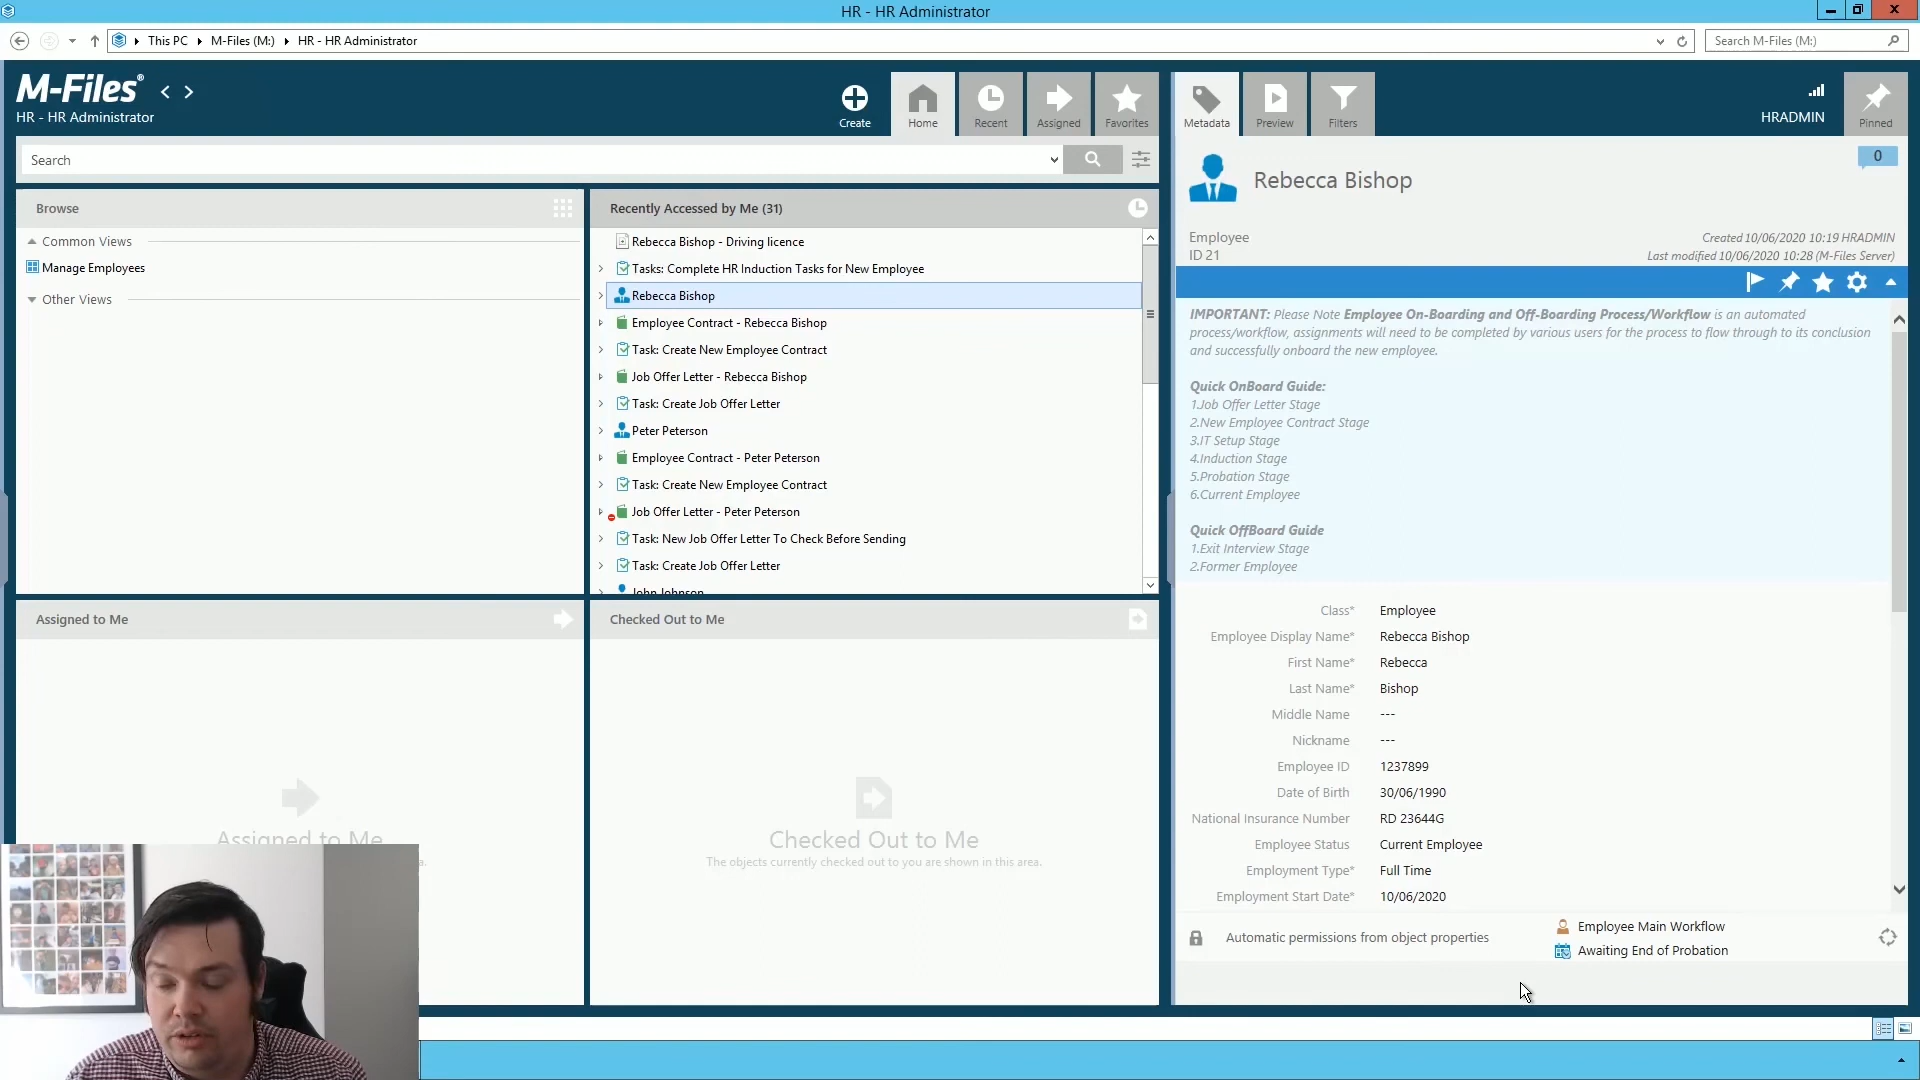 HR - HR Administrator
This PC
M-Files (M:)
HR - HR Administrator
Search M-Files (M:)
M-Files®
HR - HR Administrator
Create
Home
Recent
Assigned
Favorites
Metadata
Preview
Filters
HRADMIN
Pinned
Search
Browse
Common Views
Manage Employees
Other Views
Recently Accessed by Me (31)
Rebecca Bishop - Driving licence
Tasks: Complete HR Induction Tasks for New Employee
Rebecca Bishop
Employee Contract - Rebecca Bishop
Task: Create New Employee Contract
Job Offer Letter - Rebecca Bishop
Task: Create Job Offer Letter
Peter Peterson
Employee Contract - Peter Peterson
Task: Create New Employee Contract
Job Offer Letter - Peter Peterson
Task: New Job Offer Letter To Check Before Sending
Task: Create Job Offer Letter
John Johnson
Assigned to Me
Assigned to Me
a.
Checked Out to Me
Checked Out to Me
The objects currently checked out to you are shown in this area.
0
Rebecca Bishop
Employee
ID 21
Created 10/06/2020 10:19 HRADMIN
Last modified 10/06/2020 10:28 (M-Files Server)
IMPORTANT: Please Note Employee On-Boarding and Off-Boarding Process/Workflow is an automated
process/workflow, assignments will need to be completed by various users for the process to flow through to its conclusion
and successfully onboard the new employee.
Quick OnBoard Guide:
1.Job Offer Letter Stage
2.New Employee Contract Stage
3.IT Setup Stage
4.Induction Stage
5.Probation Stage
6.Current Employee
Quick OffBoard Guide
1.Exit Interview Stage
2.Former Employee
Class* Employee
Employee Display Name* Rebecca Bishop
First Name* Rebecca
Last Name* Bishop
Middle Name ---
Nickname ---
Employee ID 1237899
Date of Birth 30/06/1990
National Insurance Number RD 23644G
Employee Status Current Employee
Employment Type* Full Time
Employment Start Date* 10/06/2020
Automatic permissions from object properties
Employee Main Workflow
Awaiting End of Probation